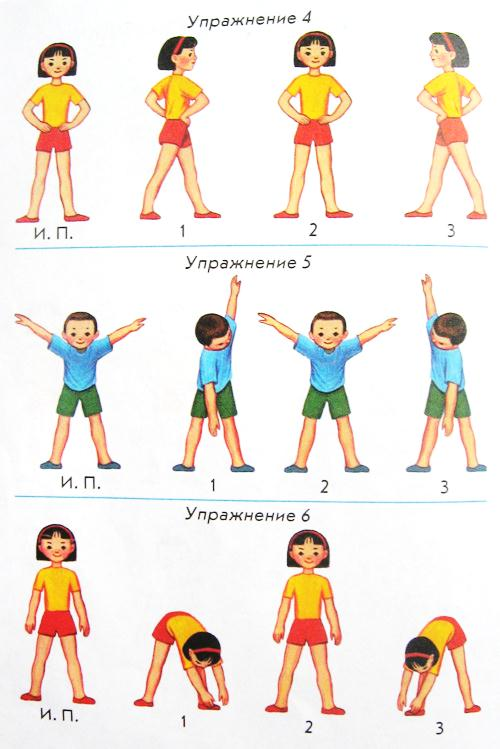 Упражнение 4
И. П. 1 2 3
Упражнение 5
И. П. 1 2 3
Упражнение 6
И. П. 1 2 3